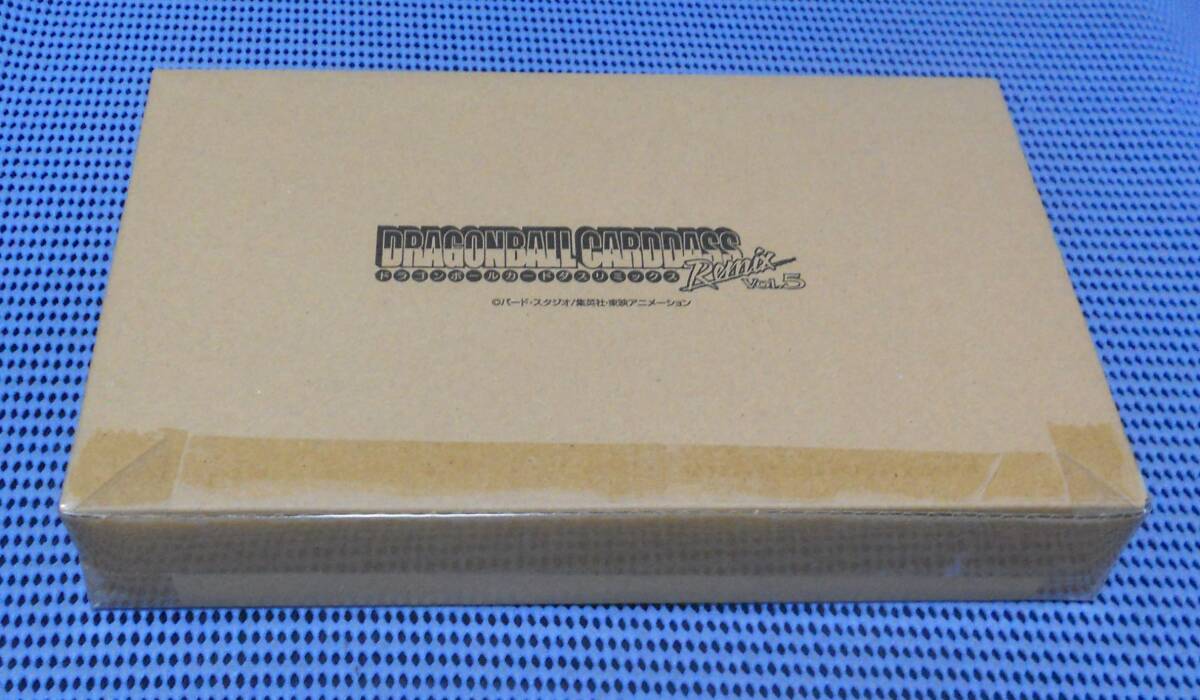 DRAGONBALL CARDDASS
ドラゴンボールカードダスリミックス Remix Vol.5
©バード・スタジオ/集英社・東映アニメーション